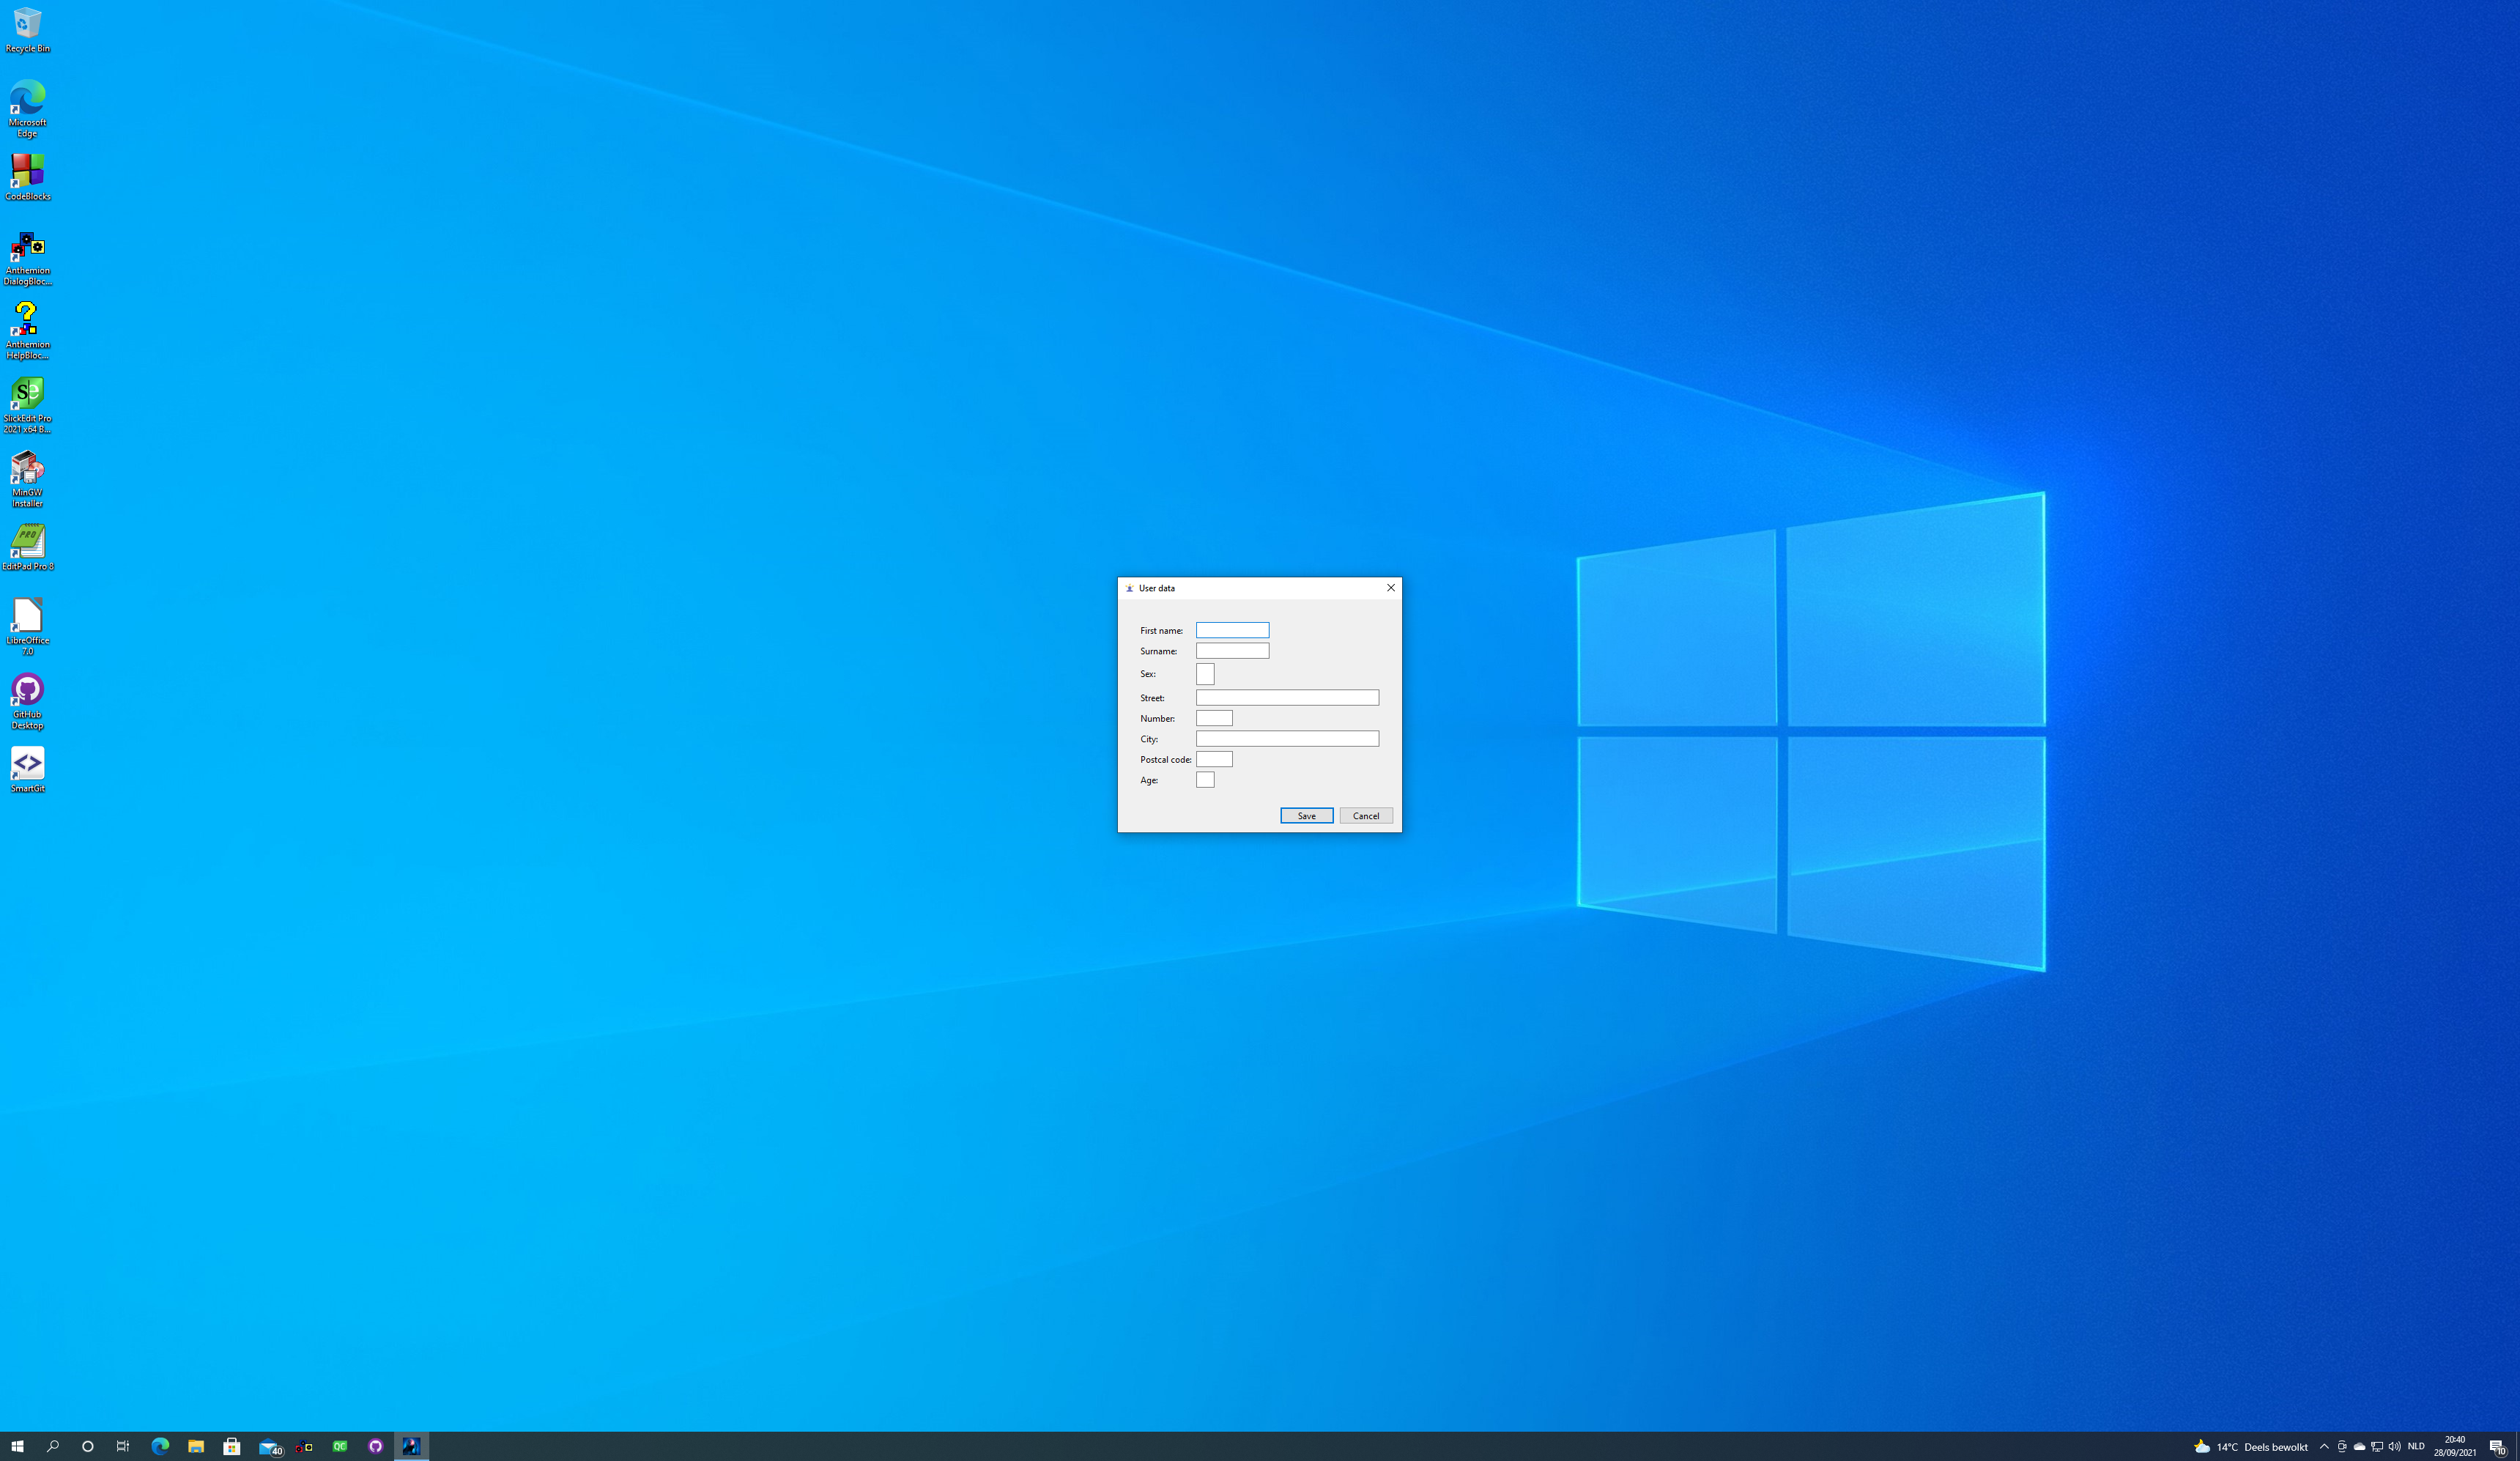 Recycle Bin
Microsoft
Edge
CodeBlocks
Anthemion
DialogBloc...
Anthemion
HelpBloc...
SlickEdit Pro
2021 x64 B...
MinGW
Installer
PRO
EditPad Pro 8
LibreOffice
7.0
GitHub
Desktop
SmartGit
User data
First name:
Surname:
Sex:
Street:
Number:
City:
Postcal code:
Age:
Save
Cancel
40
QC
14°C Deels bewolkt
NLD
20:40
28/09/2021
10